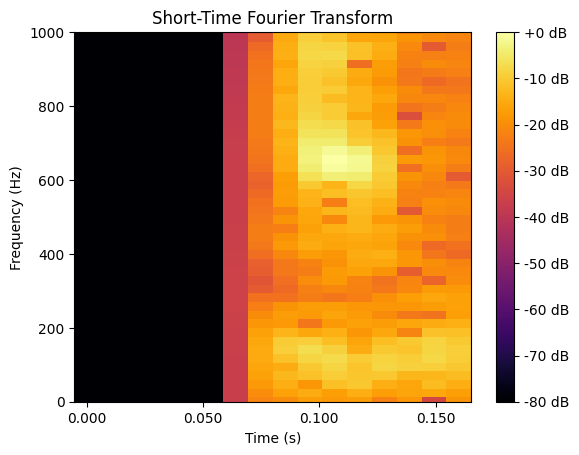 Short-Time Fourier Transform
1000
800
600
400
200
0
Frequency (Hz)
0.000
0.050
0.100
0.150
Time (s)
+0 dB
-10 dB
-20 dB
-30 dB
-40 dB
-50 dB
-60 dB
-70 dB
-80 dB